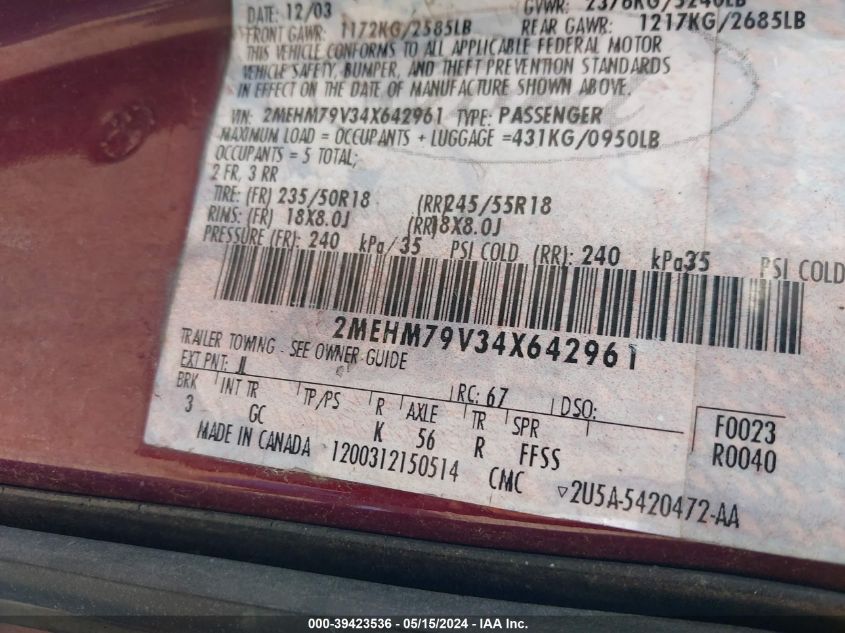 DATE: 12/03 GVWR: 2376KG/5240LB
FRONT GAWR: 1172KG/2585LB REAR GAWR: 1217KG/2685LB
THIS VEHICLE CONFORMS TO ALL APPLICABLE FEDERAL MOTOR
VEHICLE SAFETY, BUMPER, AND THEFT PREVENTION STANDARDS
IN EFFECT ON THE DATE OF MANUFACTURE SHOWN ABOVE.
VIN: 2MEHM79V34X642961 TYPE: PASSENGER
MAXIMUM LOAD = OCCUPANTS + LUGGAGE =431KG/0950LB
OCCUPANTS = 5 TOTAL;
2 FR, 3 RR
TIRE: (FR) 235/50R18 (RR)245/55R18
RIMS: (FR) 18X8.0J (RR)18X8.0J
PRESSURE (FR): 240 kPa/35 PSI COLD (RR): 240 kPa35 PSI COLD
2MEHM79V34X642961
TRAILER TOWING - SEE OWNER GUIDE
EXT PNT: JL RC: 67 DSO:
BRK INT TR TP/PS R AXLE TR SPR F0023
3 GC K 56 R FFSS R0040
MADE IN CANADA 1200312150514 CMC ▽2U5A-5420472-AA
000-39423536 - 05/15/2024 - IAAI.com